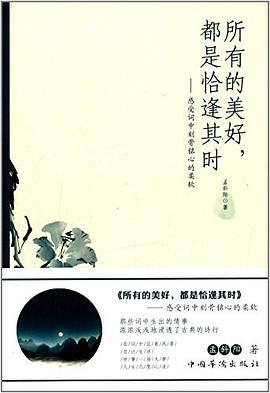 所有的美好，
都是恰逢其时
——感受词中刻骨铭心的柔软
孟斜阳◎著
《所有的美好，都是恰逢其时》
——感受词中刻骨铭心的柔软
那些词中生出的情事
浓浓浅浅地浸透了古典的诗行
孟斜阳 著
中国华侨出版社